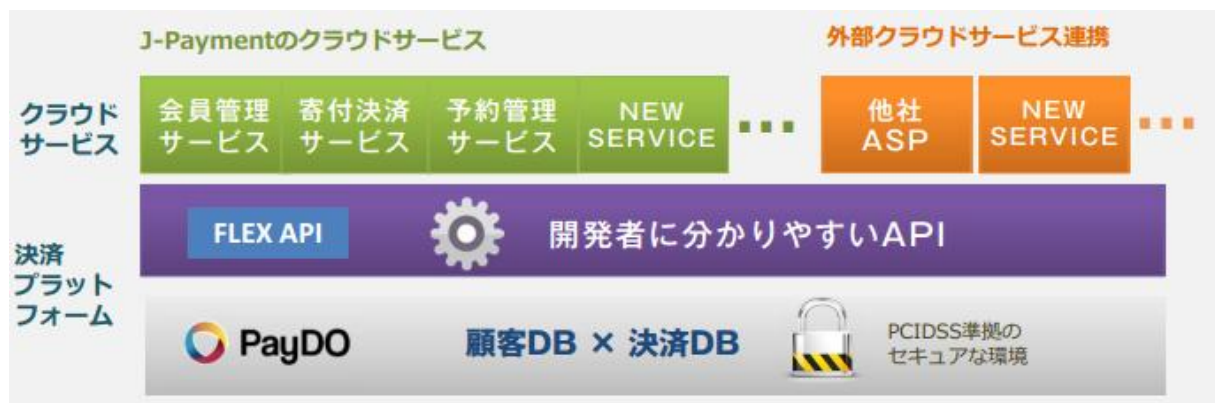 J-Paymentのクラウドサービス
外部クラウドサービス連携
クラウド
サービス
会員管理
サービス
寄付決済
サービス
予約管理
サービス
NEW
SERVICE
他社
ASP
NEW
SERVICE
決済
プラット
フォーム
FLEX API
開発者に分かりやすいAPI
PayDO
顧客DB × 決済DB
PCIDSS準拠の
セキュアな環境